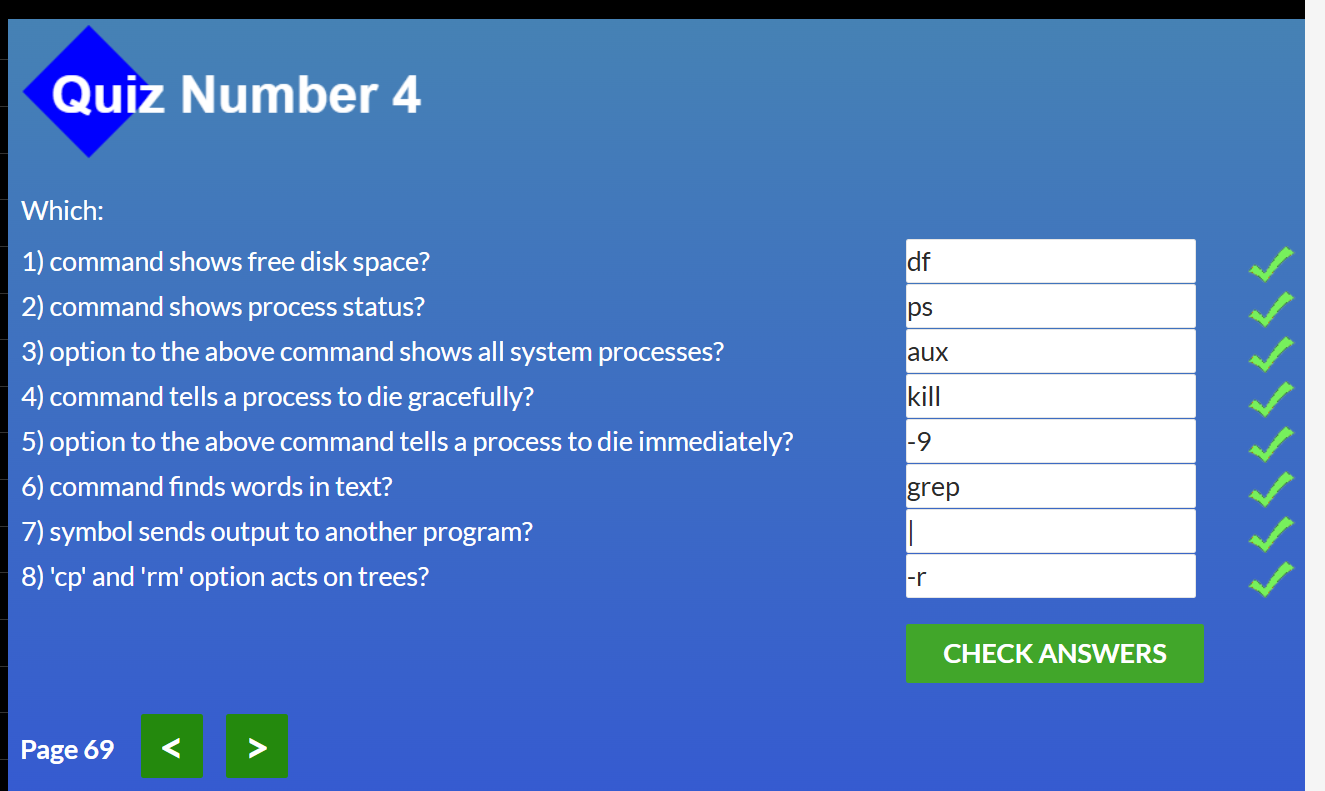 Quiz Number 4
Which:
1) command shows free disk space? df
2) command shows process status? ps
3) option to the above command shows all system processes? aux
4) command tells a process to die gracefully? kill
5) option to the above command tells a process to die immediately? -9
6) command finds words in text? grep
7) symbol sends output to another program? |
8) 'cp' and 'rm' option acts on trees? -r
CHECK ANSWERS
Page 69 < >